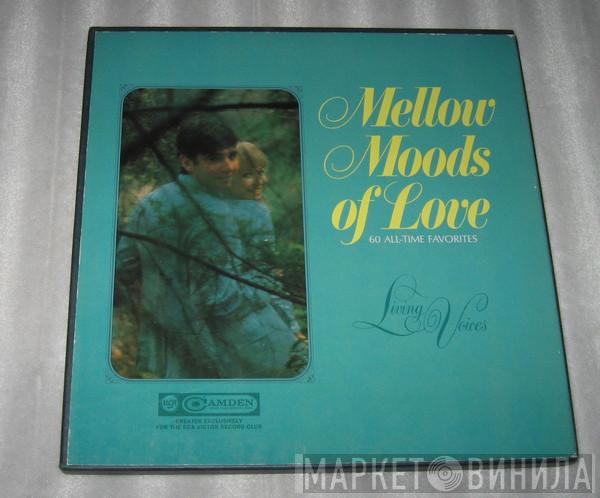 Mellow
Moods
of Love
60 ALL-TIME FAVORITES
Living
Voices
RCA CAMDEN
CREATED EXCLUSIVELY
FOR THE RCA VICTOR RECORD CLUB
МАРКЕТ ВИНИЛА